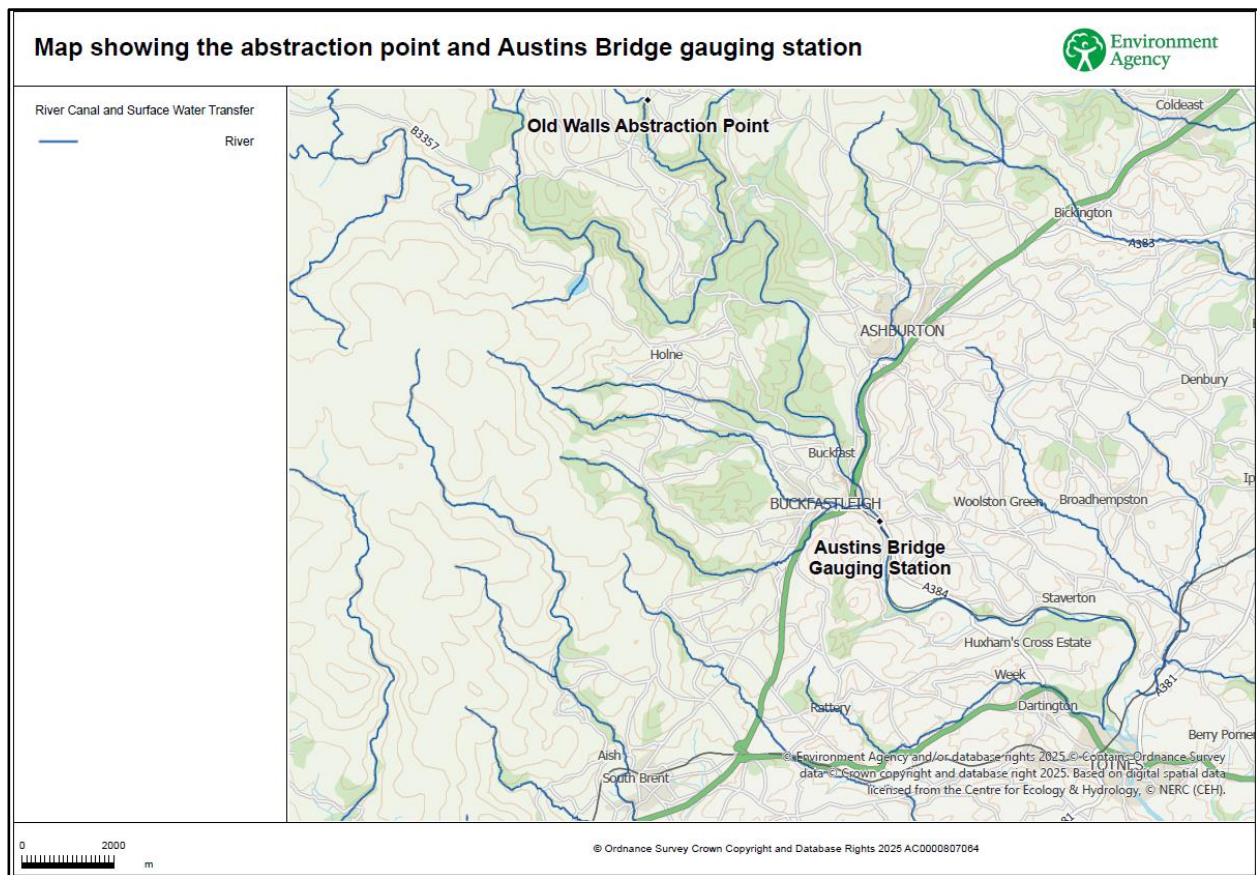 Map showing the abstraction point and Austins Bridge gauging station
Environment
Agency
River Canal and Surface Water Transfer
River
Coldeast
Old Walls Abstraction Point
B3357
Bickington
A383
ASHBURTON
Holne
Denbury
Buckfast
BUCKFASTLEIGH
Woolston Green
Broadhempston
Ip
Austins Bridge
Gauging Station
A384
Staverton
Huxham's Cross Estate
Week
A381
Rattery
Dartington
Berry Pomer
Aish
© Environment Agency and/or database rights 2025 © Contains Ordnance Survey
TOTNES
South Brent
data © Crown copyright and database right 2025. Based on digital spatial data
licensed from the Centre for Ecology & Hydrology, © NERC (CEH).
381
0 2000
m
© Ordnance Survey Crown Copyright and Database Rights 2025 AC0000807064